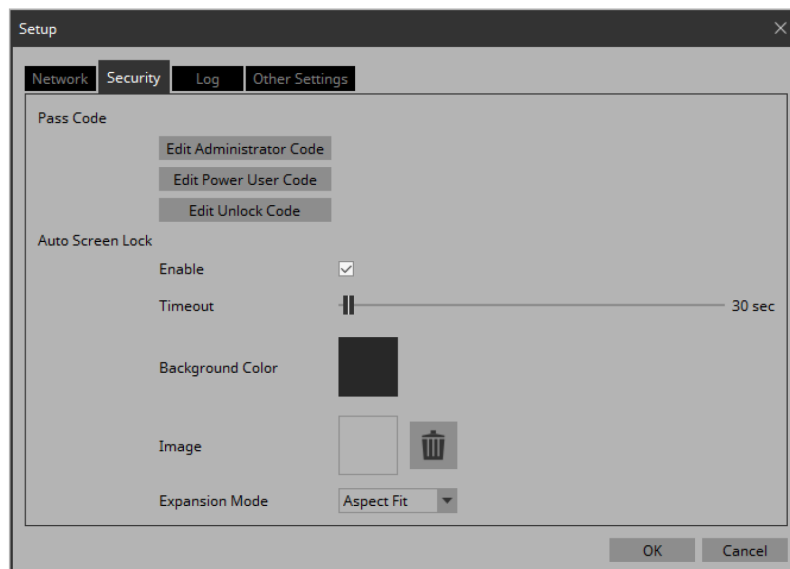 Setup
Network Security Log Other Settings
Pass Code
Edit Administrator Code
Edit Power User Code
Edit Unlock Code
Auto Screen Lock
Enable
Timeout 30 sec
Background Color
Image
Expansion Mode Aspect Fit
OK Cancel